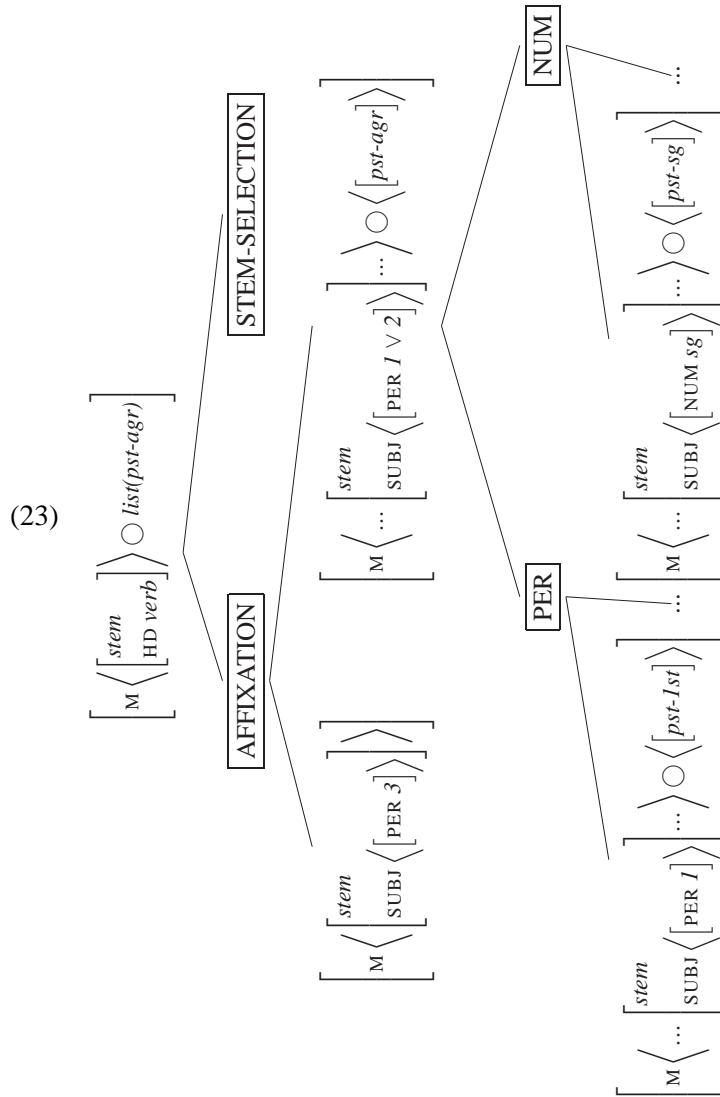 (23)
[M ⟨[stem
HD verb]⟩ ○ list(pst-agr)]
AFFIXATION STEM-SELECTION
[M ⟨[stem
SUBJ ⟨[PER 3]⟩]⟩]
[M ⟨... [stem
SUBJ ⟨[PER 1 ∨ 2]⟩] ...⟩ ○ ⟨[pst-agr]⟩]
PER NUM
[M ⟨... [stem
SUBJ ⟨[PER 1]⟩] ...⟩ ○ ⟨[pst-1st]⟩]
...
[M ⟨... [stem
SUBJ ⟨[NUM sg]⟩] ...⟩ ○ ⟨[pst-sg]⟩]
...